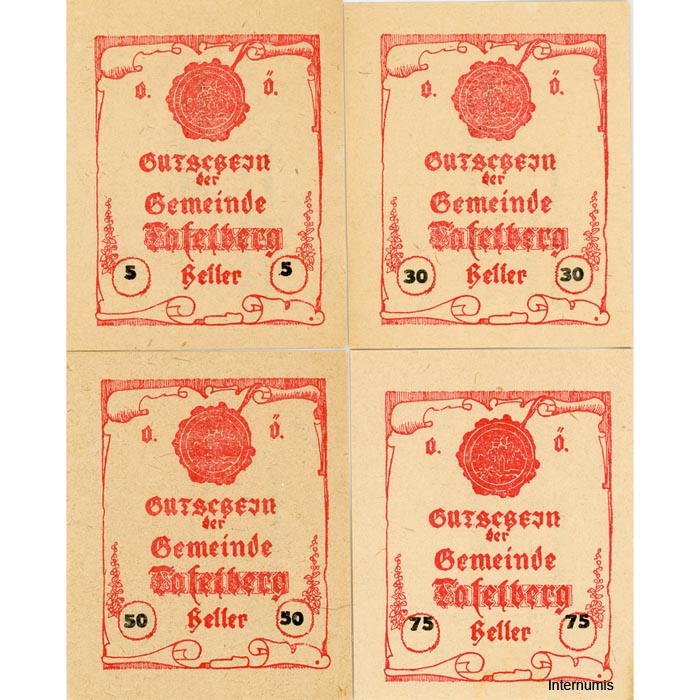 O. Ö.
Gutschein
der
Gemeinde
Tafelberg
5 Heller 5
O. Ö.
Gutschein
der
Gemeinde
Tafelberg
30 Heller 30
O. Ö.
Gutschein
der
Gemeinde
Tafelberg
50 Heller 50
O. Ö.
Gutschein
der
Gemeinde
Tafelberg
75 Heller 75
Internumis